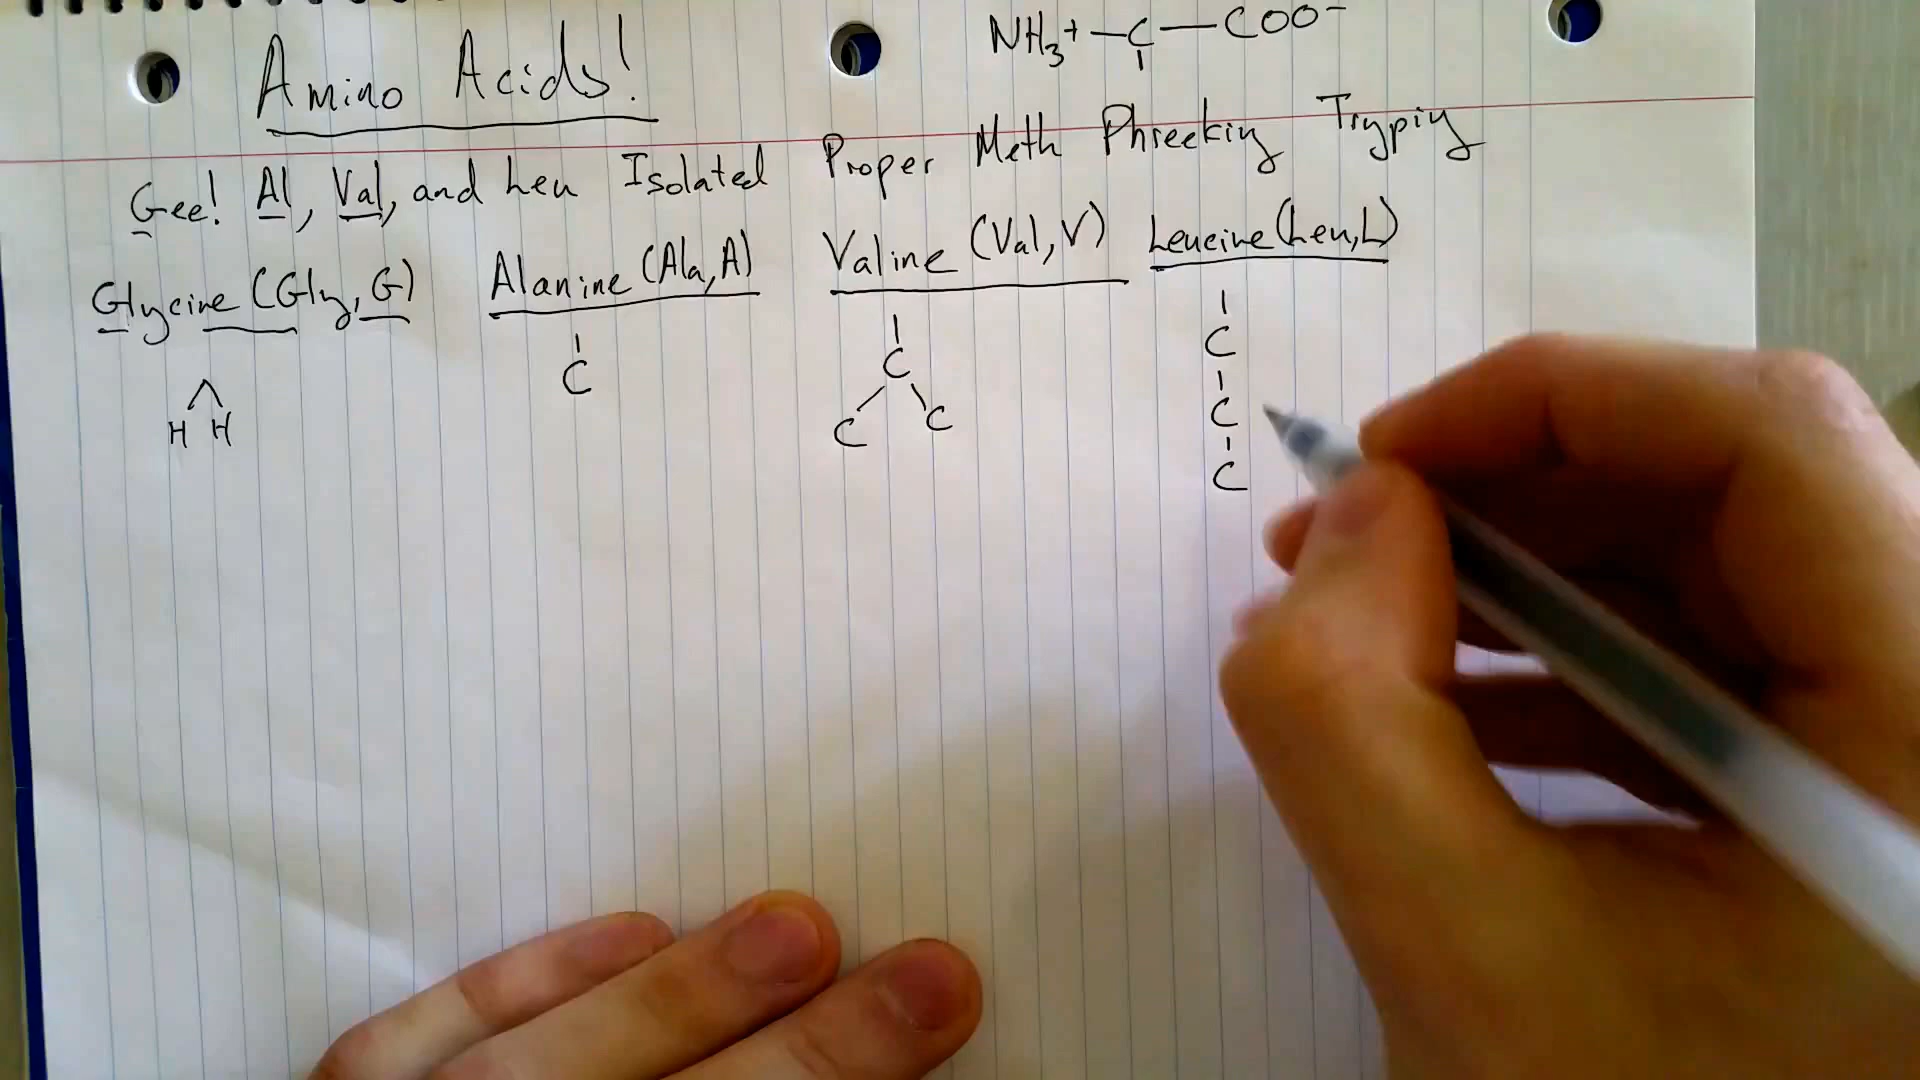 NH3+ — C — COO-
Amino Acids!
Gee! Al, Val, and Leu Isolated Proper Meth Phreeking Trypiy
Glycine (Gly, G) Alanine (Ala, A) Valine (Val, V) Leucine (Leu, L)
H H C C C
C C C
C